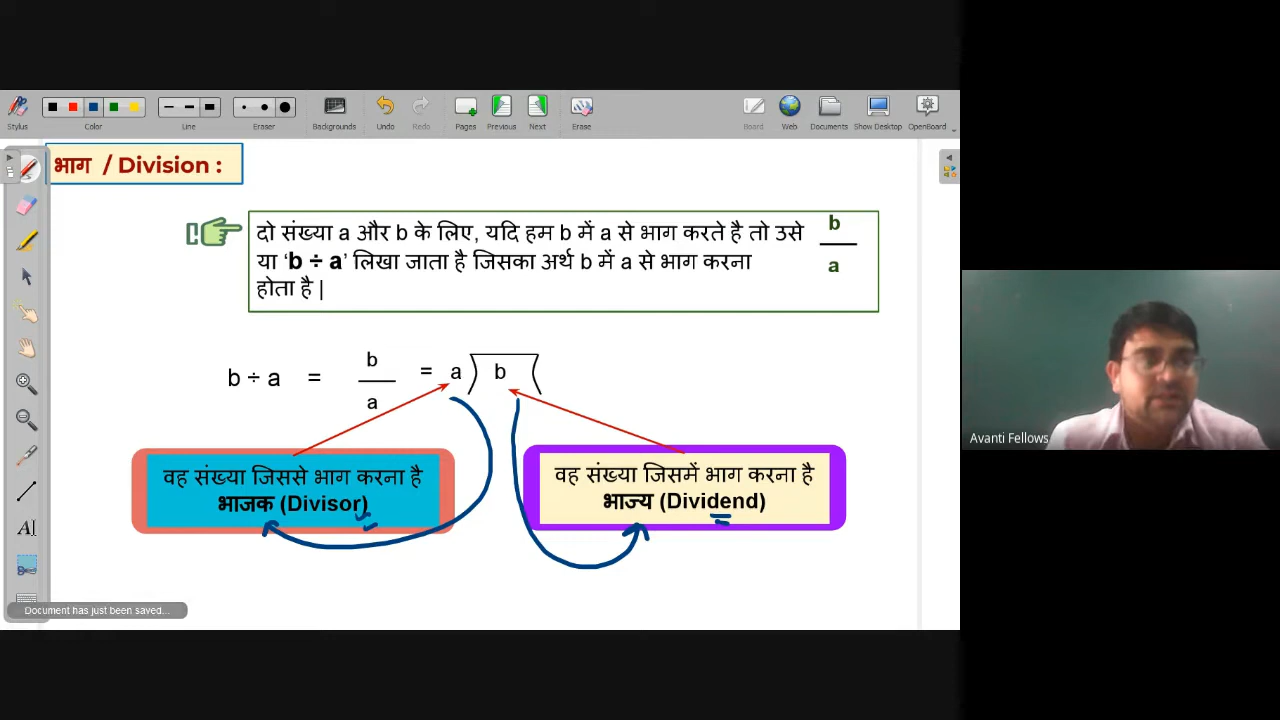 Stylus Color Line Eraser Backgrounds Undo Redo Pages Previous Next Erase Board Web Documents Show Desktop OpenBoard
भाग / Division :
दो संख्या a और b के लिए, यदि हम b में a से भाग करते है तो उसे b/a
या ‘b ÷ a’ लिखा जाता है जिसका अर्थ b में a से भाग करना
होता है |
b ÷ a = b/a = a ) b (
वह संख्या जिससे भाग करना है
भाजक (Divisor)
वह संख्या जिसमें भाग करना है
भाज्य (Dividend)
Avanti Fellows
Document has just been saved...